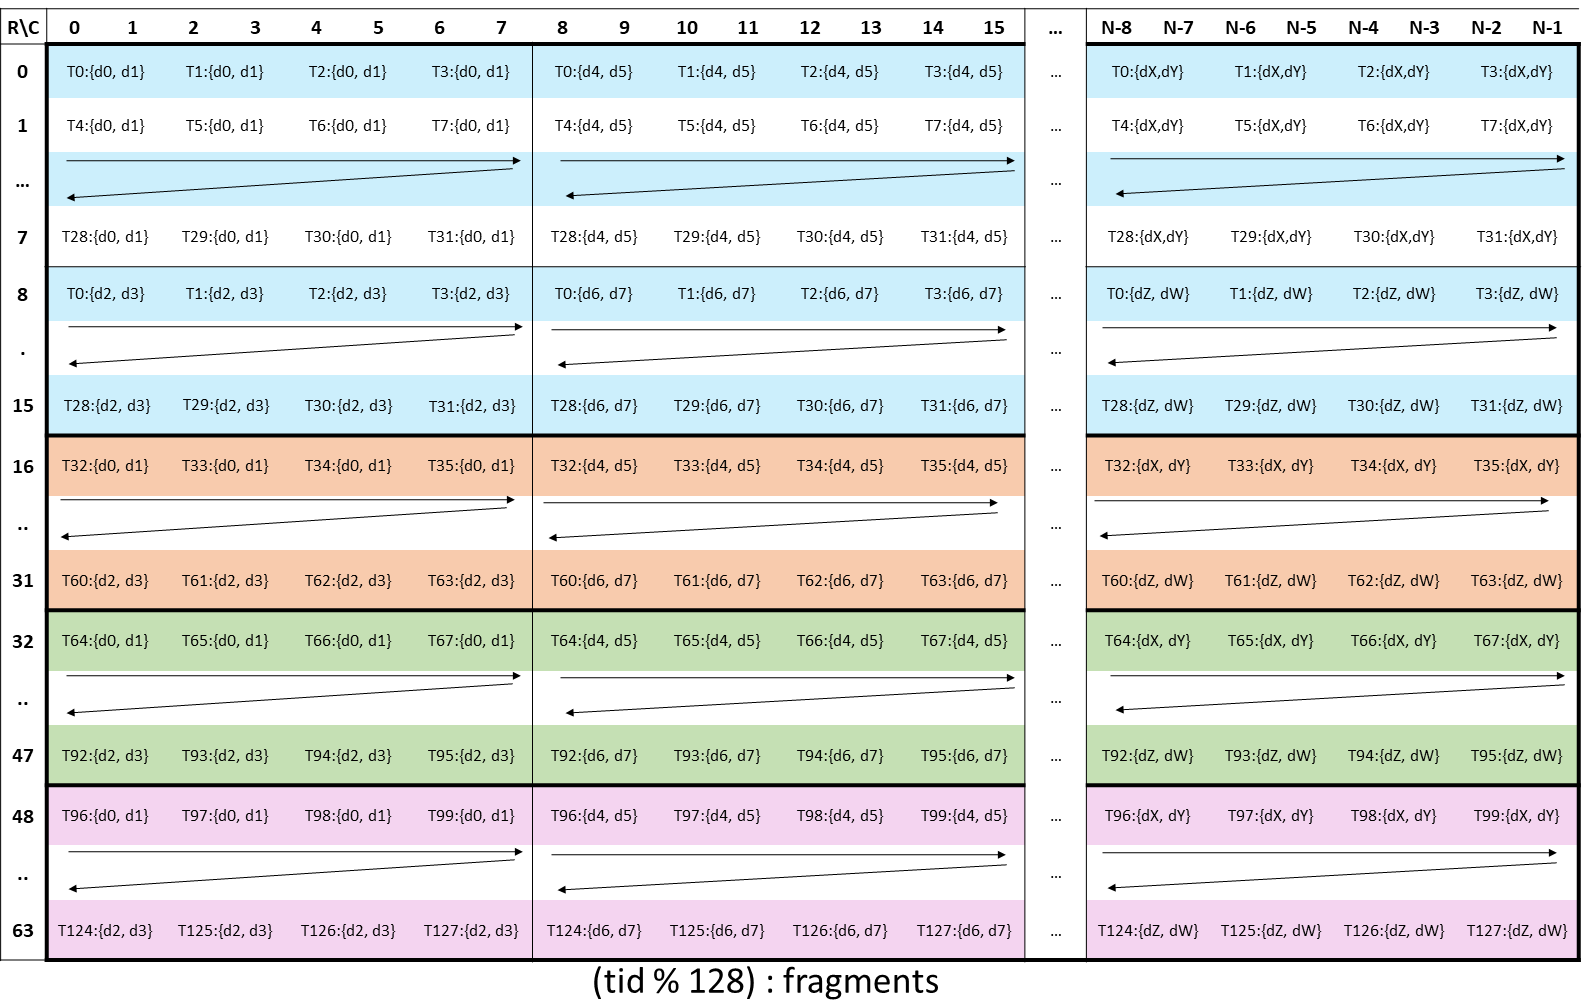 R\C 0 1 2 3 4 5 6 7 8 9 10 11 12 13 14 15 ... N-8 N-7 N-6 N-5 N-4 N-3 N-2 N-1
0 T0:{d0, d1} T1:{d0, d1} T2:{d0, d1} T3:{d0, d1} T0:{d4, d5} T1:{d4, d5} T2:{d4, d5} T3:{d4, d5} ... T0:{dX,dY} T1:{dX,dY} T2:{dX,dY} T3:{dX,dY}
1 T4:{d0, d1} T5:{d0, d1} T6:{d0, d1} T7:{d0, d1} T4:{d4, d5} T5:{d4, d5} T6:{d4, d5} T7:{d4, d5} ... T4:{dX,dY} T5:{dX,dY} T6:{dX,dY} T7:{dX,dY}
... ...
7 T28:{d0, d1} T29:{d0, d1} T30:{d0, d1} T31:{d0, d1} T28:{d4, d5} T29:{d4, d5} T30:{d4, d5} T31:{d4, d5} ... T28:{dX,dY} T29:{dX,dY} T30:{dX,dY} T31:{dX,dY}
8 T0:{d2, d3} T1:{d2, d3} T2:{d2, d3} T3:{d2, d3} T0:{d6, d7} T1:{d6, d7} T2:{d6, d7} T3:{d6, d7} ... T0:{dZ, dW} T1:{dZ, dW} T2:{dZ, dW} T3:{dZ, dW}
. ...
15 T28:{d2, d3} T29:{d2, d3} T30:{d2, d3} T31:{d2, d3} T28:{d6, d7} T29:{d6, d7} T30:{d6, d7} T31:{d6, d7} ... T28:{dZ, dW} T29:{dZ, dW} T30:{dZ, dW} T31:{dZ, dW}
16 T32:{d0, d1} T33:{d0, d1} T34:{d0, d1} T35:{d0, d1} T32:{d4, d5} T33:{d4, d5} T34:{d4, d5} T35:{d4, d5} ... T32:{dX, dY} T33:{dX, dY} T34:{dX, dY} T35:{dX, dY}
.. ...
31 T60:{d2, d3} T61:{d2, d3} T62:{d2, d3} T63:{d2, d3} T60:{d6, d7} T61:{d6, d7} T62:{d6, d7} T63:{d6, d7} ... T60:{dZ, dW} T61:{dZ, dW} T62:{dZ, dW} T63:{dZ, dW}
32 T64:{d0, d1} T65:{d0, d1} T66:{d0, d1} T67:{d0, d1} T64:{d4, d5} T65:{d4, d5} T66:{d4, d5} T67:{d4, d5} ... T64:{dX, dY} T65:{dX, dY} T66:{dX, dY} T67:{dX, dY}
.. ...
47 T92:{d2, d3} T93:{d2, d3} T94:{d2, d3} T95:{d2, d3} T92:{d6, d7} T93:{d6, d7} T94:{d6, d7} T95:{d6, d7} ... T92:{dZ, dW} T93:{dZ, dW} T94:{dZ, dW} T95:{dZ, dW}
48 T96:{d0, d1} T97:{d0, d1} T98:{d0, d1} T99:{d0, d1} T96:{d4, d5} T97:{d4, d5} T98:{d4, d5} T99:{d4, d5} ... T96:{dX, dY} T97:{dX, dY} T98:{dX, dY} T99:{dX, dY}
.. ...
63 T124:{d2, d3} T125:{d2, d3} T126:{d2, d3} T127:{d2, d3} T124:{d6, d7} T125:{d6, d7} T126:{d6, d7} T127:{d6, d7} ... T124:{dZ, dW} T125:{dZ, dW} T126:{dZ, dW} T127:{dZ, dW}
(tid % 128) : fragments